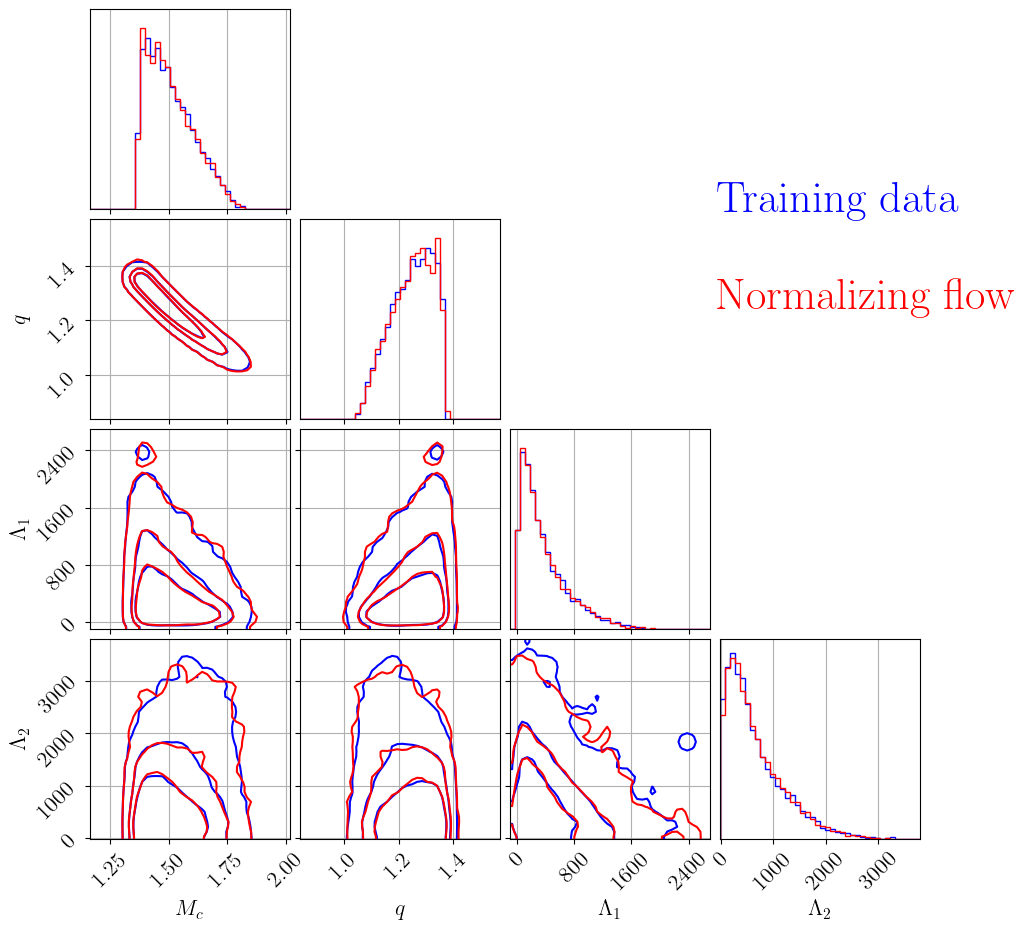 Training data
Normalizing flow
q
1.4
1.2
1.0
Λ₁
2400
1600
800
0
Λ₂
3000
2000
1000
0
1.25 1.50 1.75 2.00
1.0 1.2 1.4
0 800 1600 2400
0 1000 2000 3000
M_c q Λ₁ Λ₂